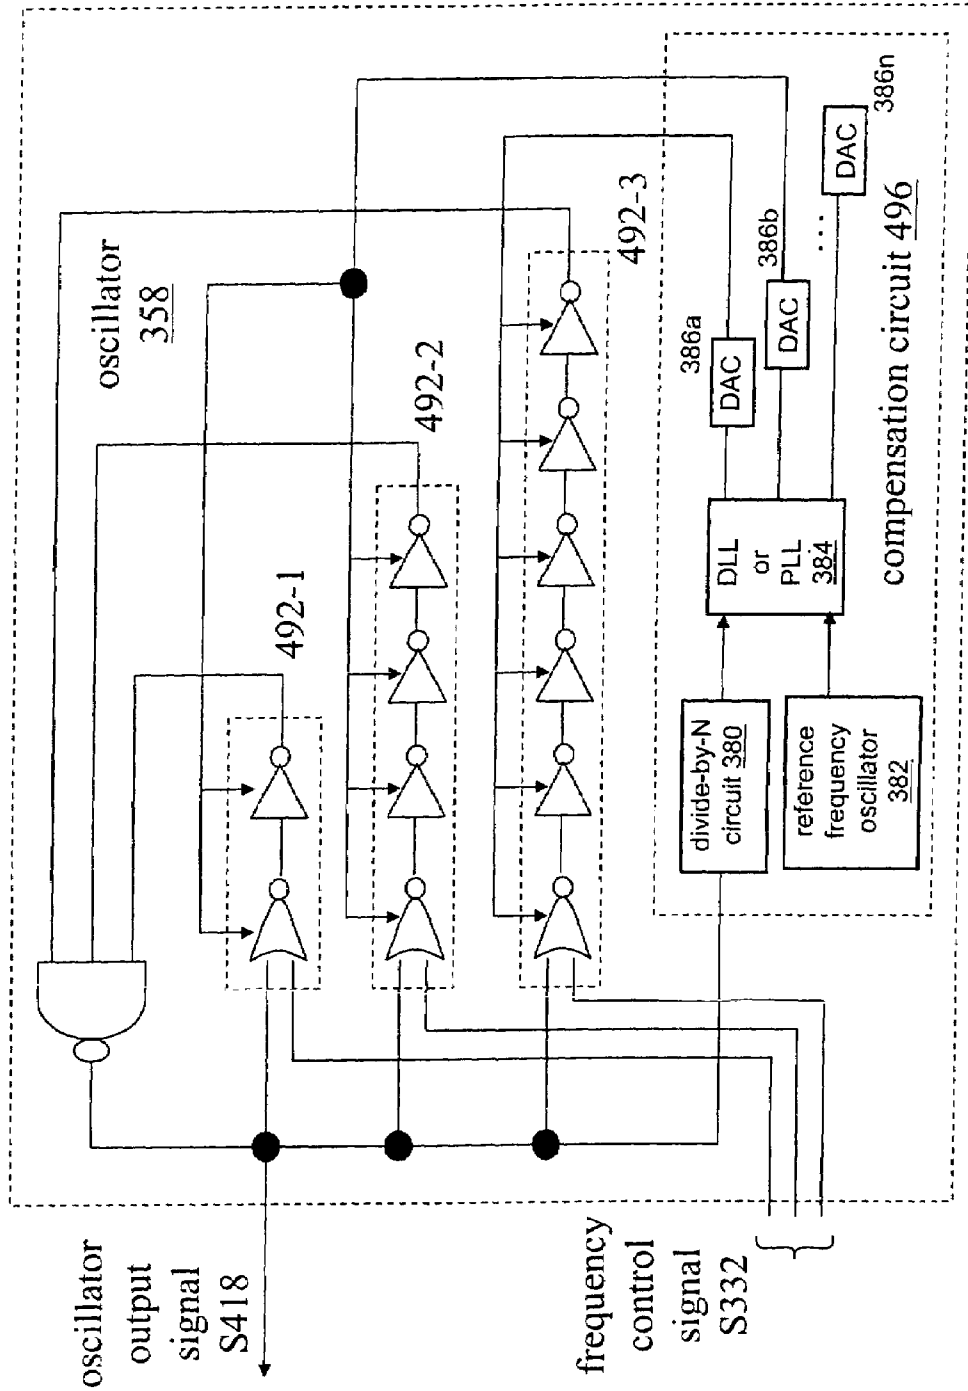 oscillator
358
492-1
492-2
492-3
oscillator
output
signal
S418
frequency
control
signal
S332
divide-by-N
circuit 380
reference
frequency
oscillator
382
DLL
or
PLL
384
DAC
386a
DAC
386b
...
DAC
386n
compensation circuit 496